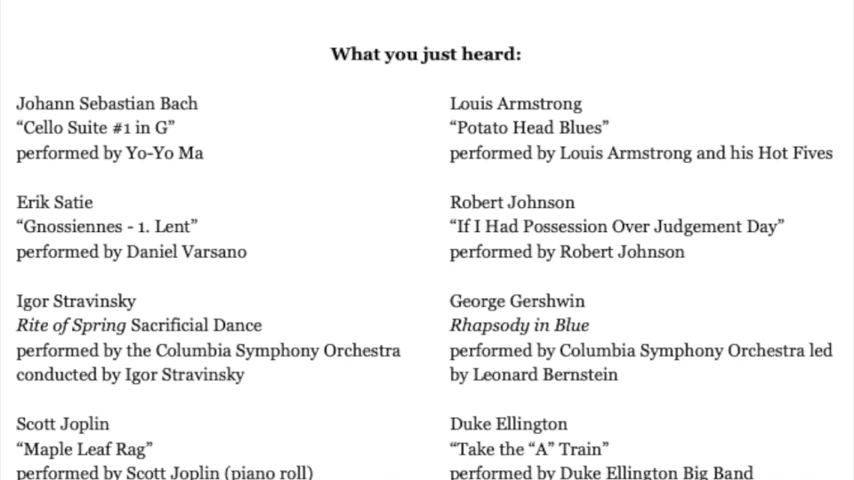 What you just heard:
Johann Sebastian Bach
“Cello Suite #1 in G”
performed by Yo-Yo Ma
Erik Satie
“Gnossiennes - 1. Lent”
performed by Daniel Varsano
Igor Stravinsky
Rite of Spring Sacrificial Dance
performed by the Columbia Symphony Orchestra
conducted by Igor Stravinsky
Scott Joplin
“Maple Leaf Rag”
performed by Scott Joplin (piano roll)
Louis Armstrong
“Potato Head Blues”
performed by Louis Armstrong and his Hot Fives
Robert Johnson
“If I Had Possession Over Judgement Day”
performed by Robert Johnson
George Gershwin
Rhapsody in Blue
performed by Columbia Symphony Orchestra led
by Leonard Bernstein
Duke Ellington
“Take the “A” Train”
performed by Duke Ellington Big Band